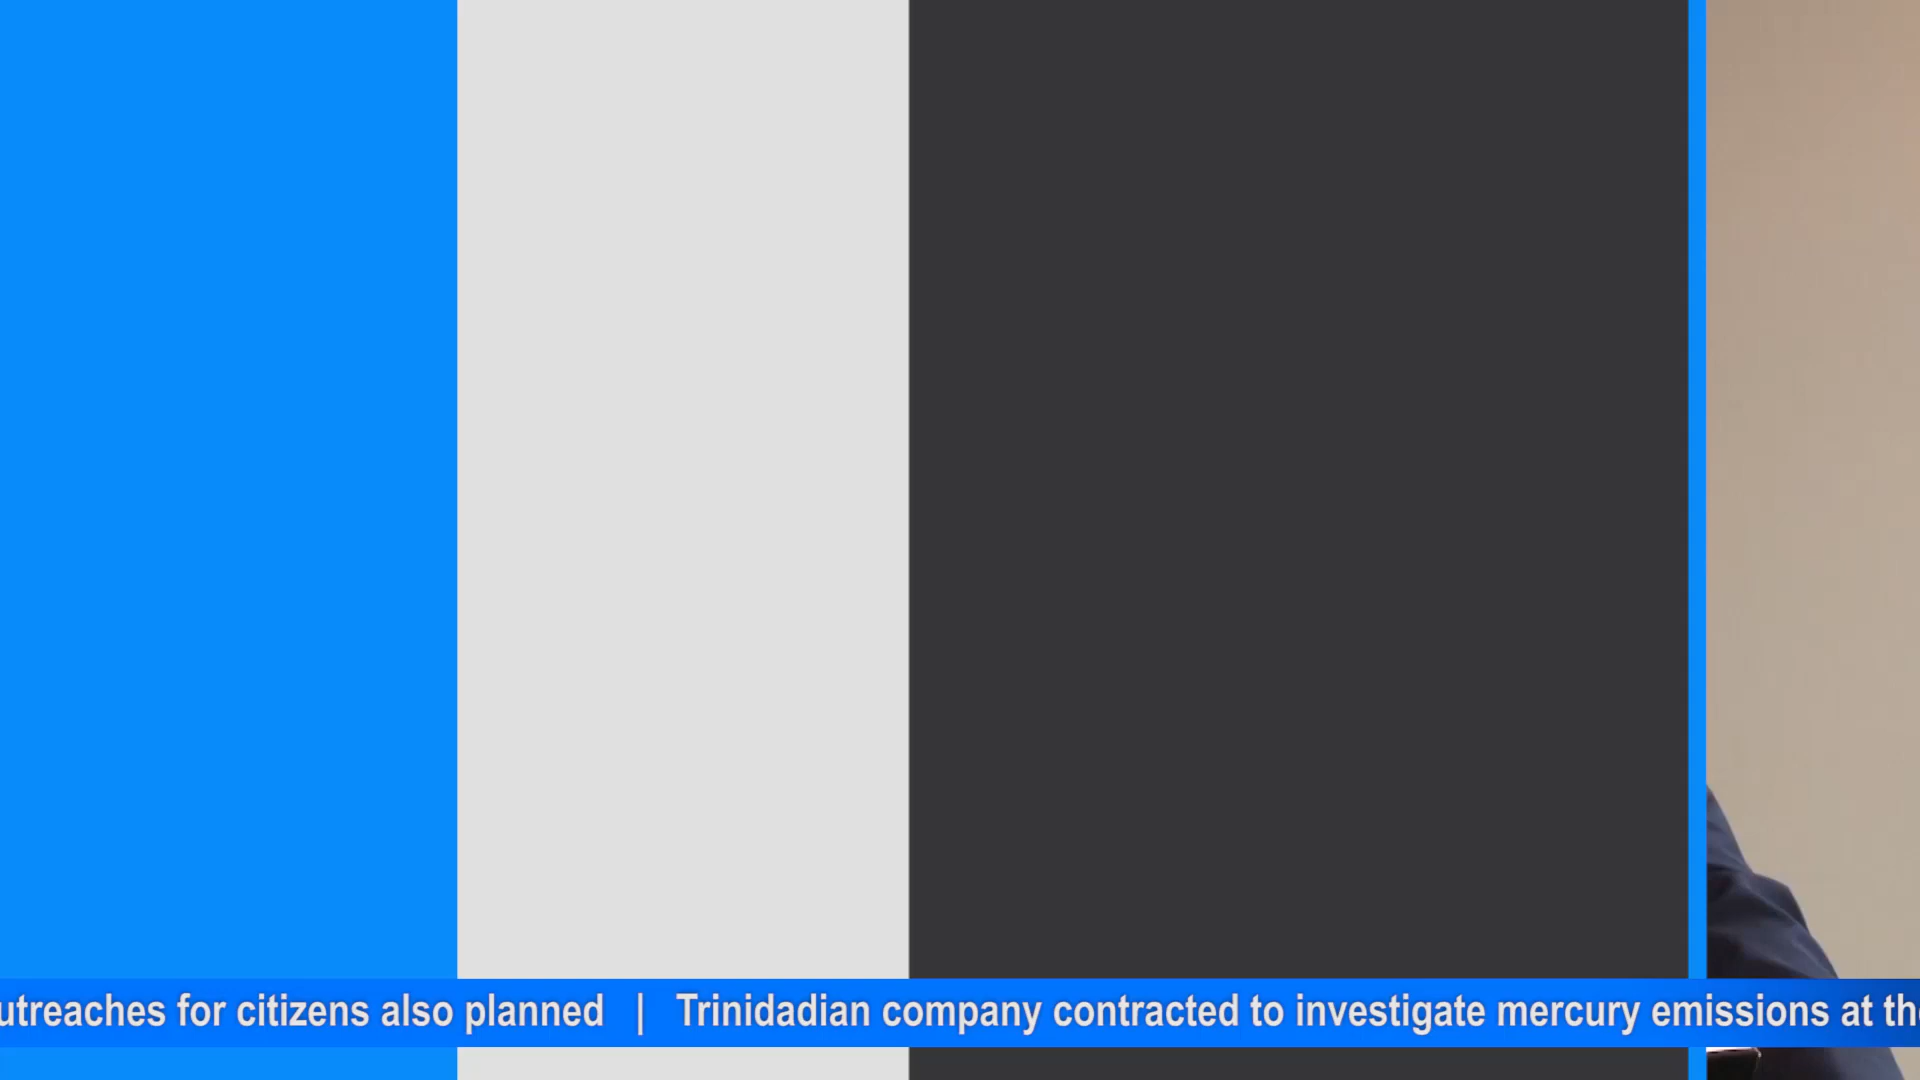 utreaches for citizens also planned | Trinidadian company contracted to investigate mercury emissions at th